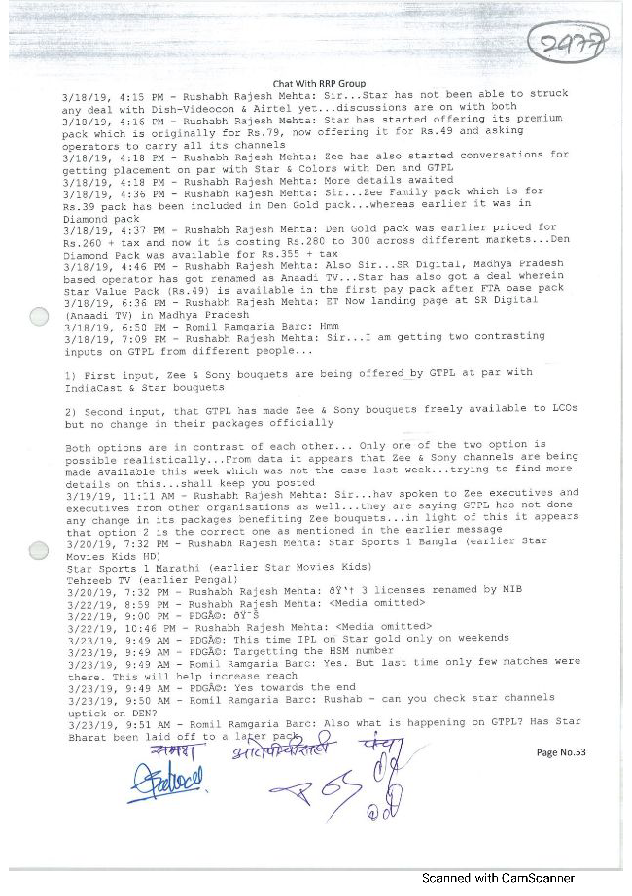 2977
Chat With RRP Group
3/18/19, 4:15 PM - Rushabh Rajesh Mehta: Sir...Star has not been able to struck
any deal with Dish-Videocon & Airtel yet...discussions are on with both
3/18/19, 4:16 PM - Rushabh Rajesh Mehta: Star has started offering its premium
pack which is originally for Rs.79, now offering it for Rs.49 and asking
operators to carry all its channels
3/18/19, 4:18 PM - Rushabh Rajesh Mehta: Zee has also started conversations for
getting placement on par with Star & Colors with Den and GTPL
3/18/19, 4:18 PM - Rushabh Rajesh Mehta: More details awaited
3/18/19, 4:36 PM - Rushabh Rajesh Mehta: Sir...Zee Family pack which is for
Rs.39 pack has been included in Den Gold pack...whereas earlier it was in
Diamond pack
3/18/19, 4:37 PM - Rushabh Rajesh Mehta: Den Gold pack was earlier priced for
Rs.260 + tax and now it is costing Rs.280 to 300 across different markets...Den
Diamond Pack was available for Rs.355 + tax
3/18/19, 4:46 PM - Rushabh Rajesh Mehta: Also Sir...SR Digital, Madhya Pradesh
based operator has got renamed as Anaadi TV...Star has also got a deal wherein
Star Value Pack (Rs.49) is available in the first pay pack after FTA base pack
3/18/19, 6:36 PM - Rushabh Rajesh Mehta: ET Now landing page at SR Digital
(Anaadi TV) in Madhya Pradesh
3/18/19, 6:50 PM - Romil Ramgaria Barc: Hmm
3/18/19, 7:09 PM - Rushabh Rajesh Mehta: Sir...I am getting two contrasting
inputs on GTPL from different people...
1) First input, Zee & Sony bouquets are being offered by GTPL at par with
IndiaCast & Star bouquets
2) Second input, that GTPL has made Zee & Sony bouquets freely available to LCOs
but no change in their packages officially
Both options are in contrast of each other... Only one of the two option is
possible realistically...From data it appears that Zee & Sony channels are being
made available this week which was not the case last week...trying to find more
details on this...shall keep you posted
3/19/19, 11:11 AM - Rushabh Rajesh Mehta: Sir...hav spoken to Zee executives and
executives from other organisations as well...they are saying GTPL has not done
any change in its packages benefiting Zee bouquets...in light of this it appears
that option 2 is the correct one as mentioned in the earlier message
3/20/19, 7:32 PM - Rushabh Rajesh Mehta: Star Sports 1 Bangla (earlier Star
Movies Kids HD)
Star Sports 1 Marathi (earlier Star Movies Kids)
Tehzeeb TV (earlier Pengal)
3/20/19, 7:32 PM - Rushabh Rajesh Mehta: ðŸ'† 3 licenses renamed by MIB
3/22/19, 8:59 PM - Rushabh Rajesh Mehta: <Media omitted>
3/22/19, 9:00 PM - PDGÂ©: ðŸ˜Š
3/22/19, 10:46 PM - Rushabh Rajesh Mehta: <Media omitted>
3/23/19, 9:49 AM - PDGÂ©: This time IPL on Star gold only on weekends
3/23/19, 9:49 AM - PDGÂ©: Targetting the HSM number
3/23/19, 9:49 AM - Romil Ramgaria Barc: Yes. But last time only few matches were
there. This will help increase reach
3/23/19, 9:49 AM - PDGÂ©: Yes towards the end
3/23/19, 9:50 AM - Romil Ramgaria Barc: Rushab - can you check star channels
uptick or DEN?
3/23/19, 9:51 AM - Romil Ramgaria Barc: Also what is happening on GTPL? Has Star
Bharat been laid off to a later pack
समक्ष पंच
Page No.53
Scanned with CamScanner